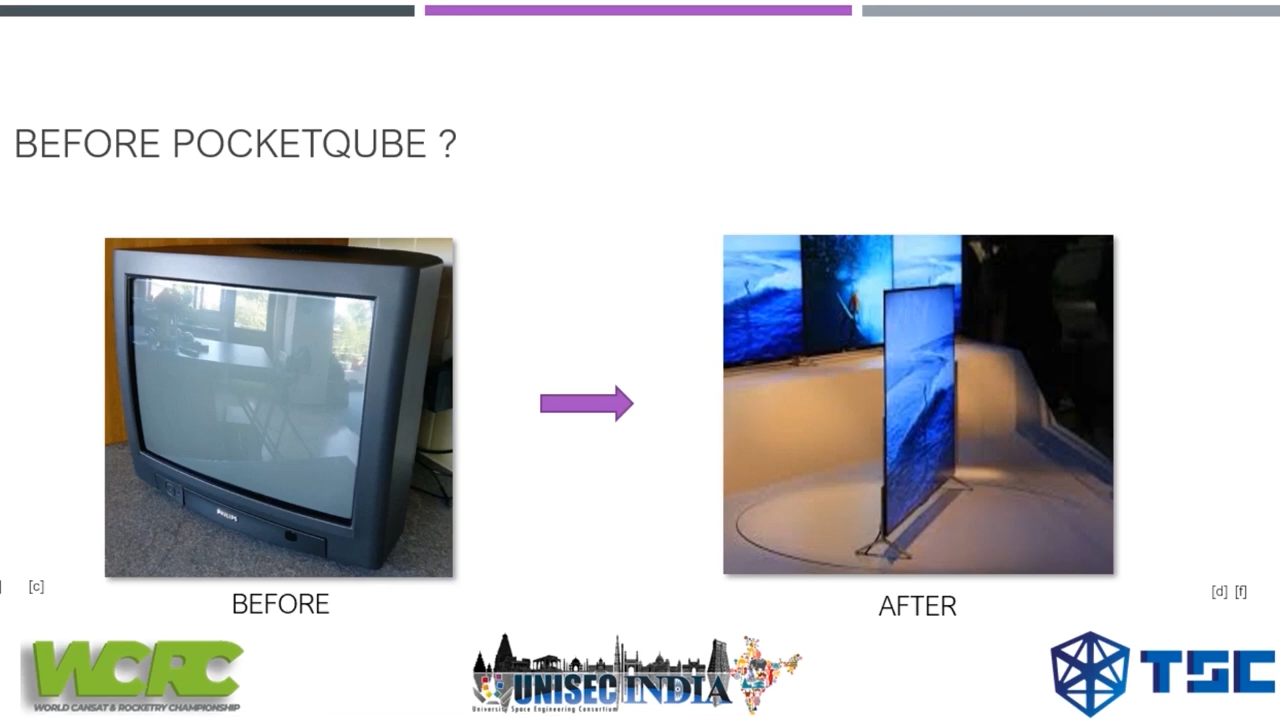 BEFORE POCKETQUBE ?
PHILIPS
[c]
[d] [f]
BEFORE
AFTER
WCRC
WORLD CANSAT & ROCKETRY CHAMPIONSHIP
UNISEC INDIA
University Space Engineering Consortium
TSC